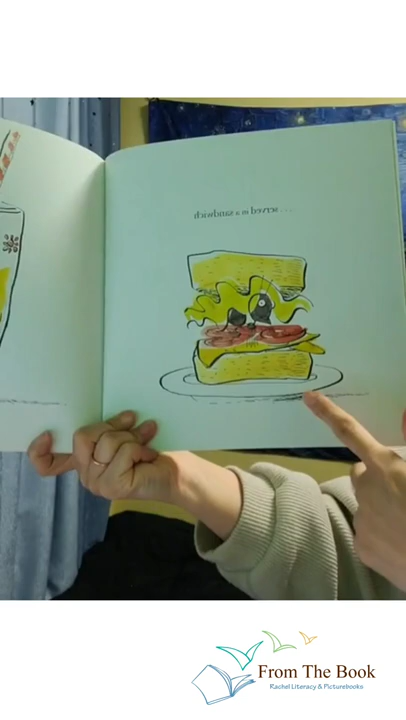 ... served in a sandwich
From The Book
Rachel Literacy & Picturebooks